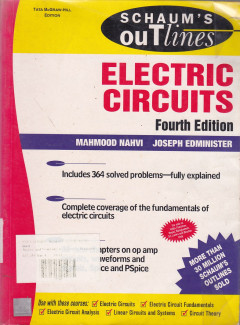 TATA McGRAW-HILL
EDITION
SCHAUM'S
OUTlines
ELECTRIC
CIRCUITS
Fourth Edition
MAHMOOD NAHVI JOSEPH EDMINISTER
Includes 364 solved problems—fully explained
Complete coverage of the fundamentals of
electric circuits
pters on op amp
veforms and
ice and PSpice
MORE THAN
30 MILLION
SCHAUM'S
OUTLINES
SOLD
Use with these courses: Electric Circuits Electric Circuit Fundamentals
Electric Circuit Analysis Linear Circuits and Systems Circuit Theory